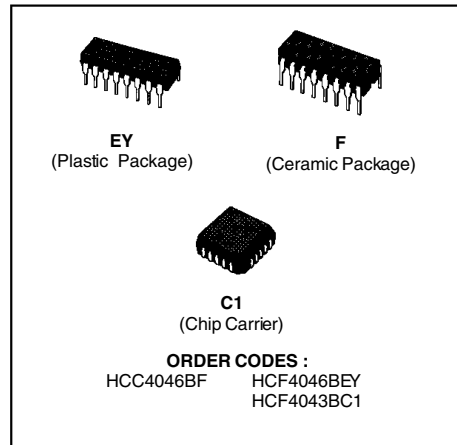 EY
(Plastic Package)
F
(Ceramic Package)
C1
(Chip Carrier)
ORDER CODES :
HCC4046BF HCF4046BEY
HCF4043BC1